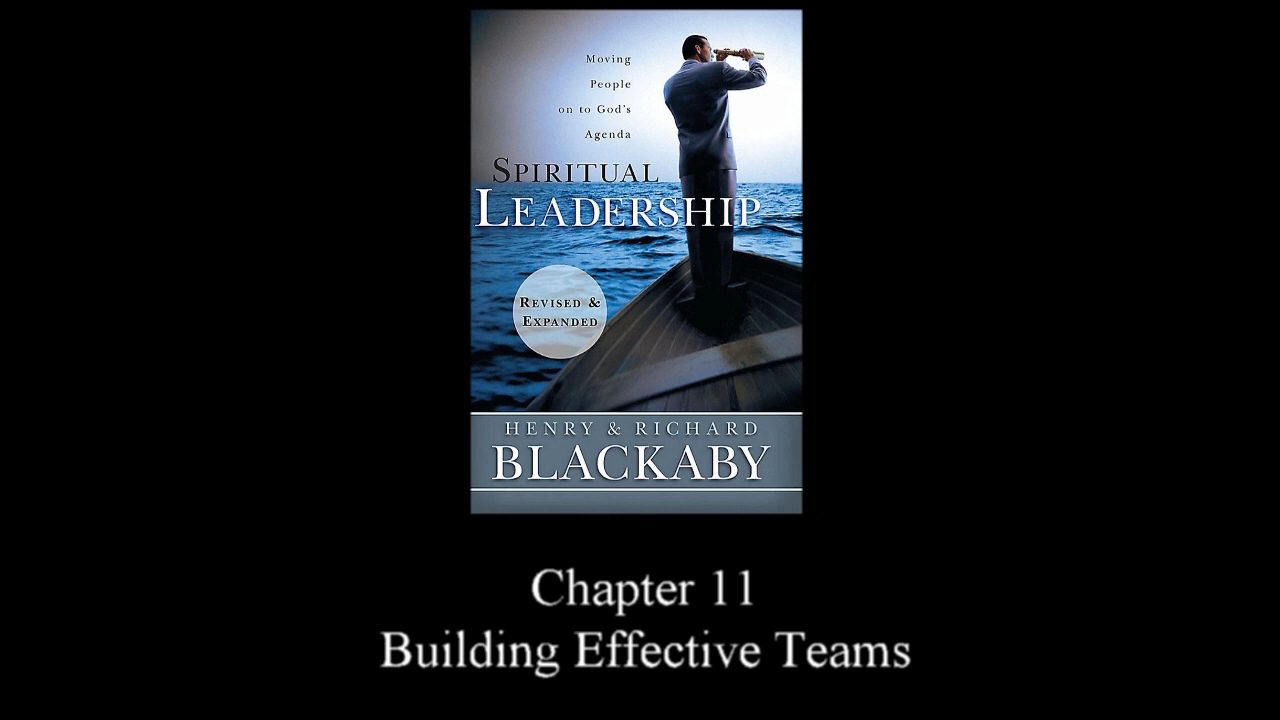 Moving
People
on to God's
Agenda
SPIRITUAL
LEADERSHIP
REVISED &
EXPANDED
HENRY & RICHARD
BLACKABY
Chapter 11
Building Effective Teams